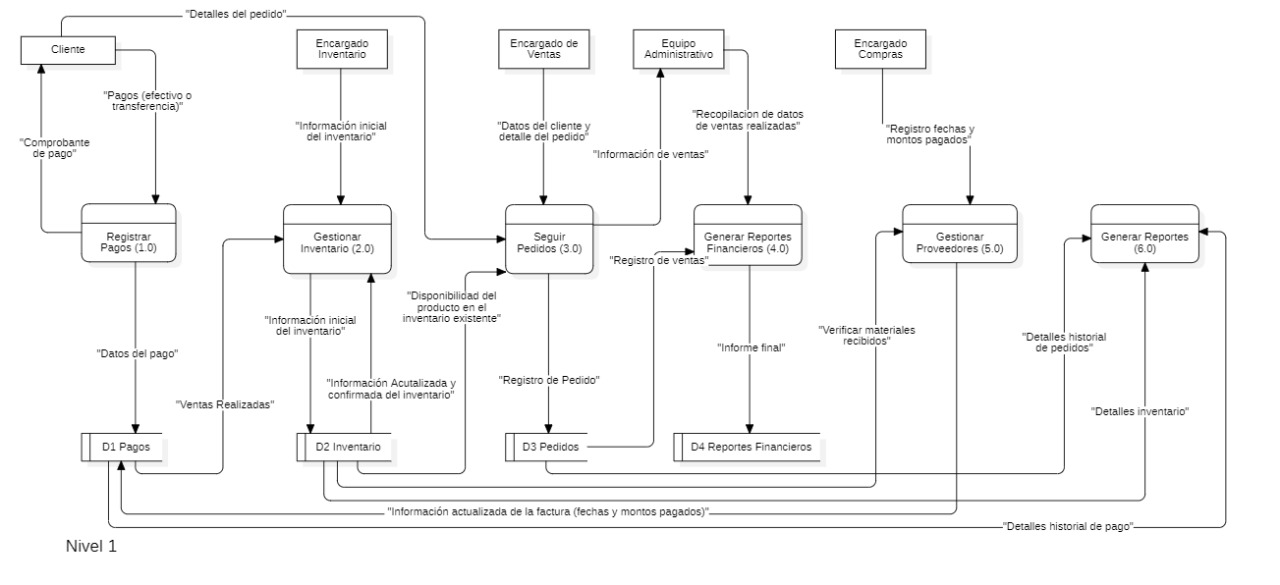 "Detalles del pedido"
Cliente
Encargado
Inventario
Encargado de
Ventas
Equipo
Administrativo
Encargado
Compras
"Pagos (efectivo o
transferencia)"
"Comprobante
de pago"
"Información inicial
del inventario"
"Datos del cliente y
detalle del pedido"
"Información de ventas"
"Recopilacion de datos
de ventas realizadas"
"Registro fechas y
montos pagados"
Registrar
Pagos (1.0)
Gestionar
Inventario (2.0)
Seguir
Pedidos (3.0)
Generar Reportes
Financieros (4.0)
Gestionar
Proveedores (5.0)
Generar Reportes
(6.0)
"Registro de ventas"
"Disponibilidad del
producto en el
inventario existente"
"Información inicial
del inventario"
"Verificar materiales
recibidos"
"Detalles historial
de pedidos"
"Datos del pago"
"Informe final"
"Información Acutalizada y
confirmada del inventario"
"Registro de Pedido"
"Ventas Realizadas"
"Detalles inventario"
D1 Pagos
D2 Inventario
D3 Pedidos
D4 Reportes Financieros
"Información actualizada de la factura (fechas y montos pagados)"
"Detalles historial de pago"
Nivel 1